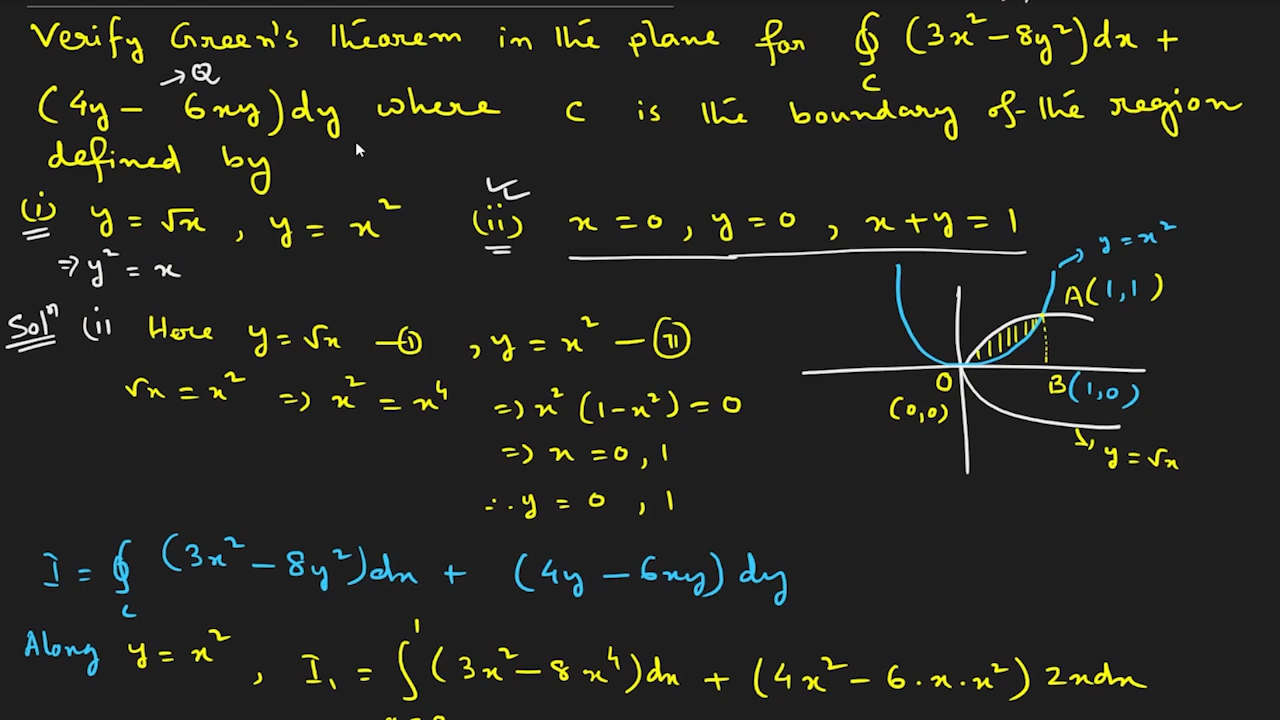 Verify Green's theorem in the plane for ∮ (3x² − 8y²)dx +
C
→ Q
(4y − 6xy)dy where C is the boundary of the region
defined by
(i) y = √x , y = x² (ii) x = 0 , y = 0 , x + y = 1
⇒ y² = x
→ y = x²
A(1,1)
Solⁿ (i) Here y = √x —① , y = x² — Ⅱ
√x = x² ⇒ x² = x⁴ ⇒ x² (1 − x²) = 0
O B(1,0)
(0,0)
y = √x
⇒ x = 0 , 1
∴ y = 0 , 1
I = ∮ (3x² − 8y²)dx + (4y − 6xy) dy
C
Along y = x² , I₁ = ∫ ¹ (3x² − 8x⁴)dx + (4x² − 6·x·x²) 2xdx